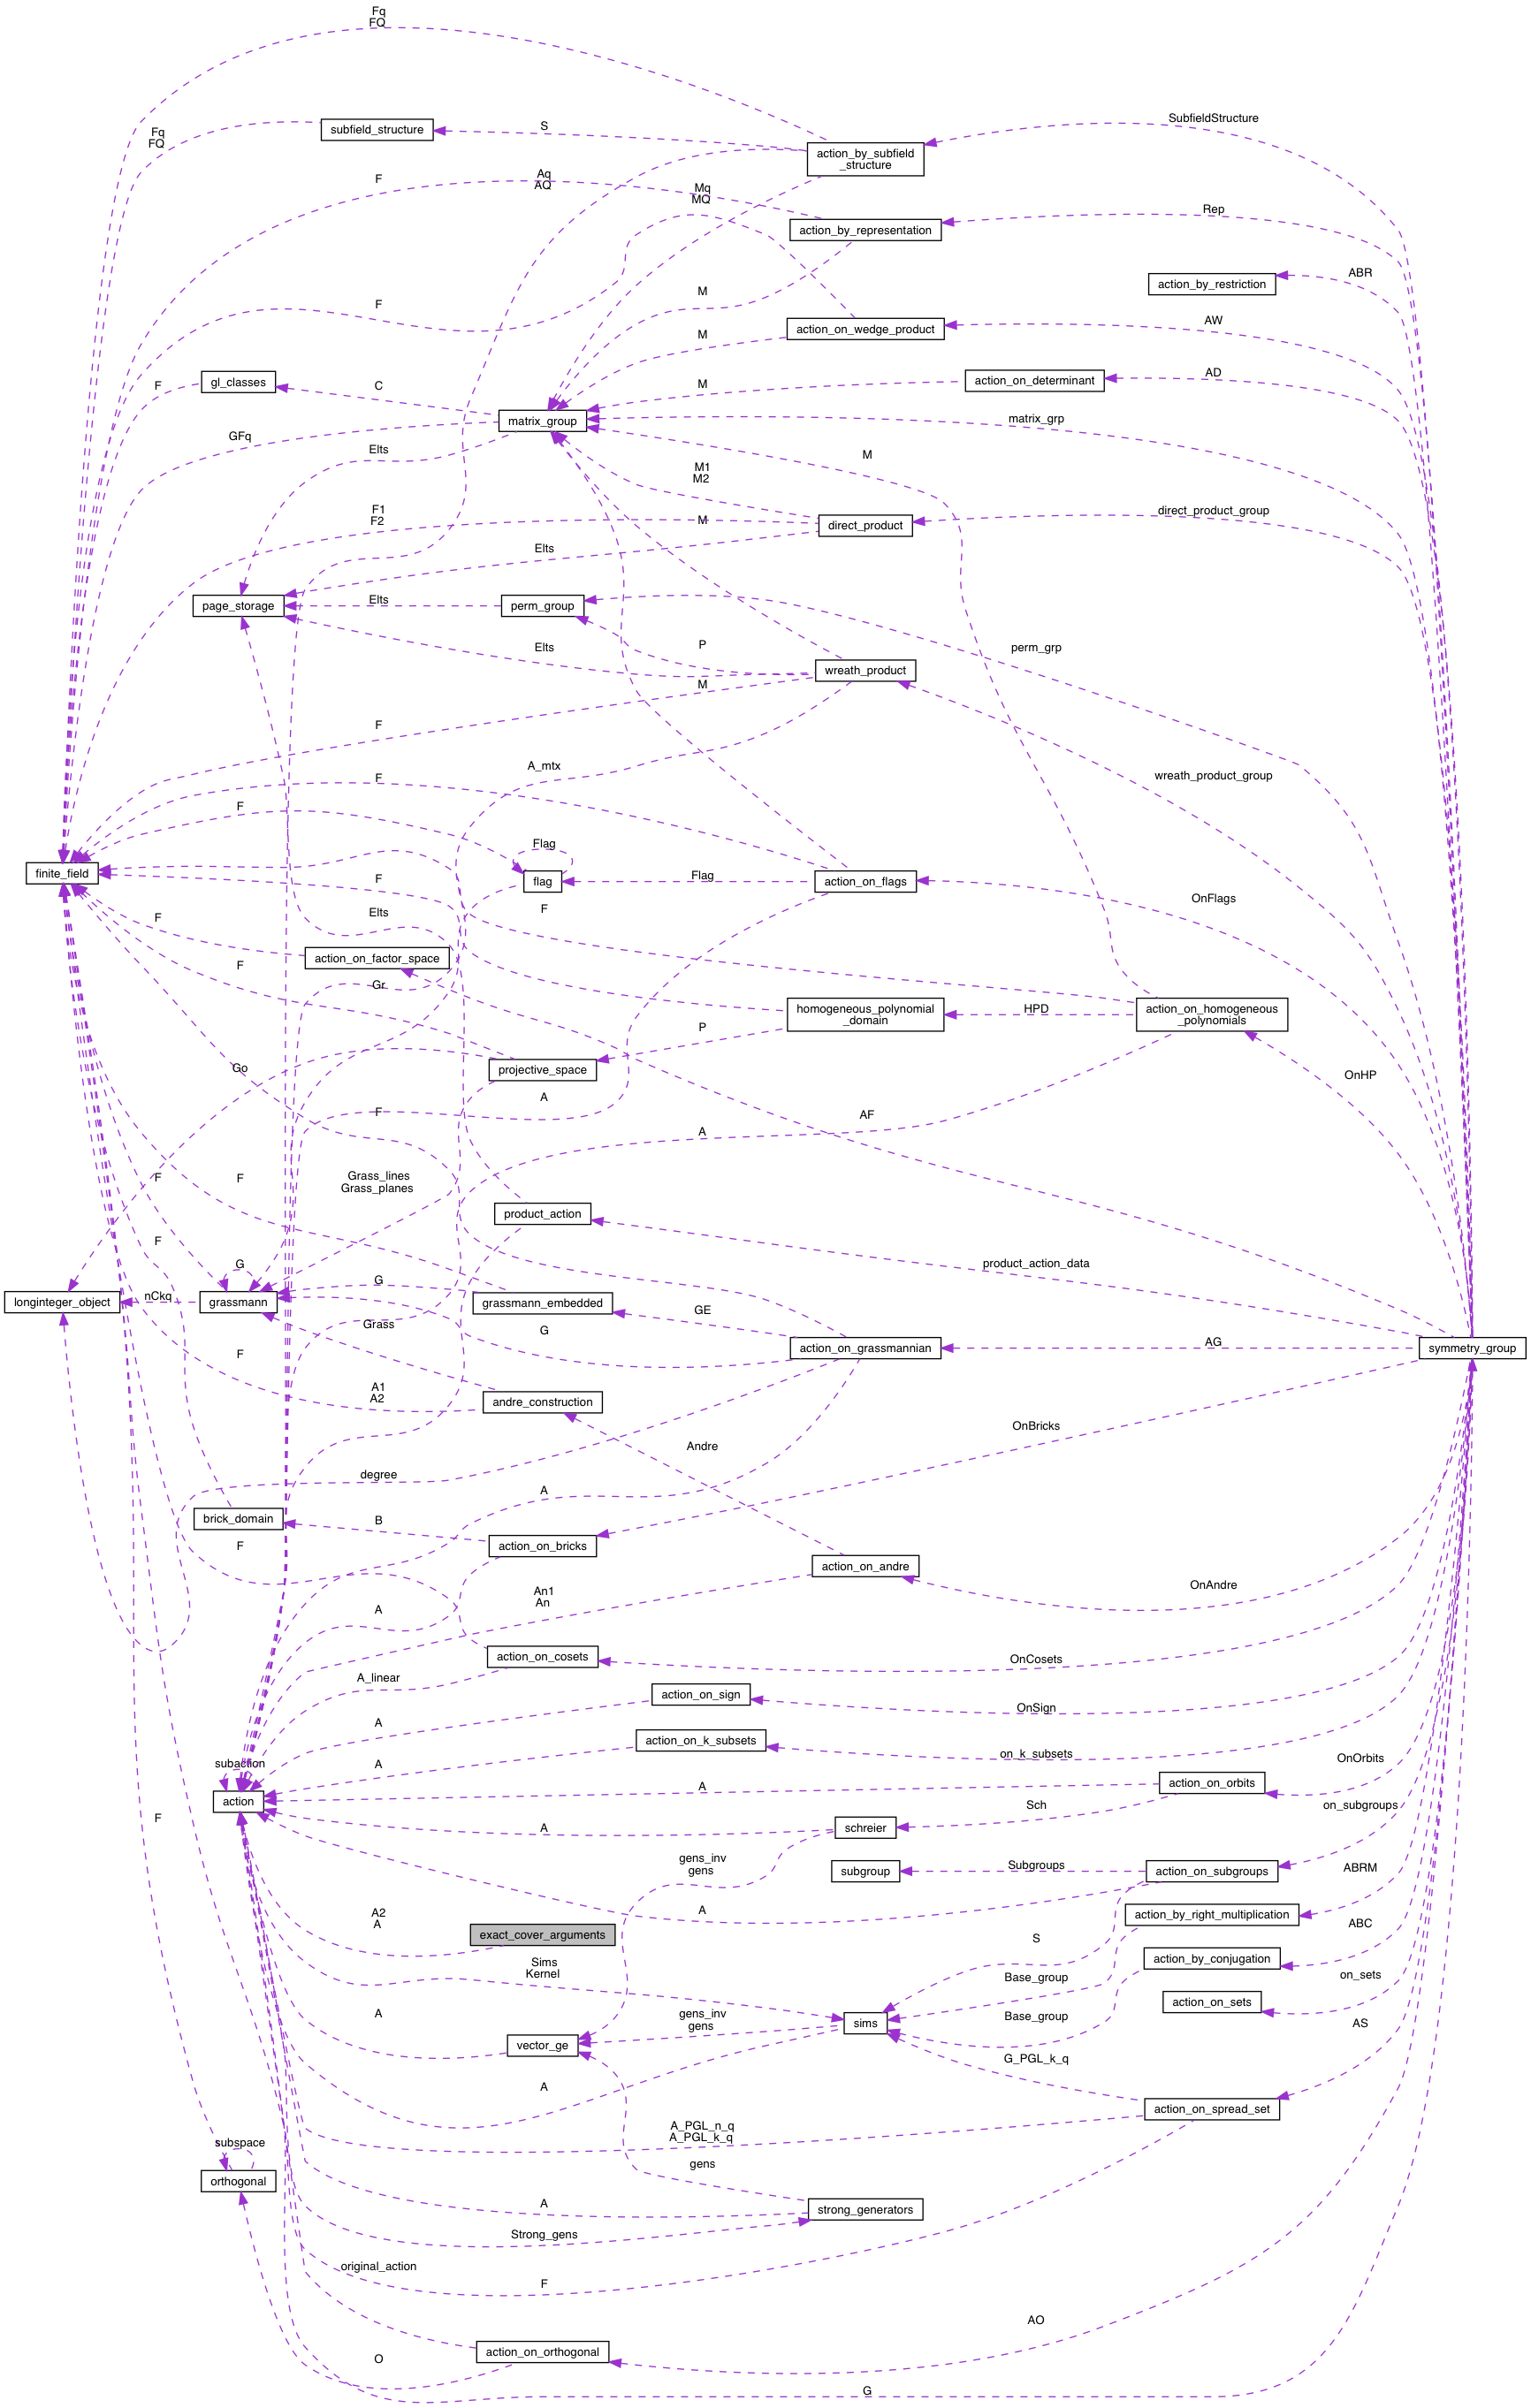 Fq
FQ
SubfieldStructure
subfield_structure
S
Fq
FQ
action_by_subfield
_structure
F
Aq
AQ
Mq
MQ
Rep
action_by_representation
ABR
action_by_restriction
M
F
AW
action_on_wedge_product
M
AD
action_on_determinant
gl_classes
F
C
M
matrix_group
matrix_grp
GFq
Elts
M
M1
M2
F1
F2
direct_product_group
direct_product
M
Elts
page_storage
Elts
perm_group
perm_grp
P
Elts
wreath_product
M
F
A_mtx
wreath_product_group
F
F
Flag
finite_field
flag
Flag
action_on_flags
F
OnFlags
F
F
Elts
action_on_factor_space
F
Gr
homogeneous_polynomial
_domain
HPD
action_on_homogeneous
_polynomials
P
projective_space
Go
OnHP
A
F
AF
A
F
F
Grass_lines
Grass_planes
product_action
F
product_action_data
G
G
longinteger_object
nCkq
grassmann
grassmann_embedded
GE
Grass
G
action_on_grassmannian
AG
symmetry_group
F
A1
A2
andre_construction
OnBricks
Andre
degree
A
brick_domain
B
action_on_bricks
F
action_on_andre
OnAndre
An1
An
A
action_on_cosets
OnCosets
A_linear
action_on_sign
OnSign
A
action_on_k_subsets
on_k_subsets
OnOrbits
subaction
A
action
A
action_on_orbits
Sch
on_subgroups
F
A
schreier
gens_inv
gens
subgroup
Subgroups
action_on_subgroups
ABRM
A
A2
A
action_by_right_multiplication
exact_cover_arguments
S
ABC
Sims
Kernel
Base_group
action_by_conjugation
on_sets
action_on_sets
A
gens_inv
gens
sims
Base_group
AS
vector_ge
G_PGL_k_q
A
action_on_spread_set
A_PGL_n_q
A_PGL_k_q
subspace
gens
orthogonal
A
strong_generators
Strong_gens
original_action
F
AO
action_on_orthogonal
O
G